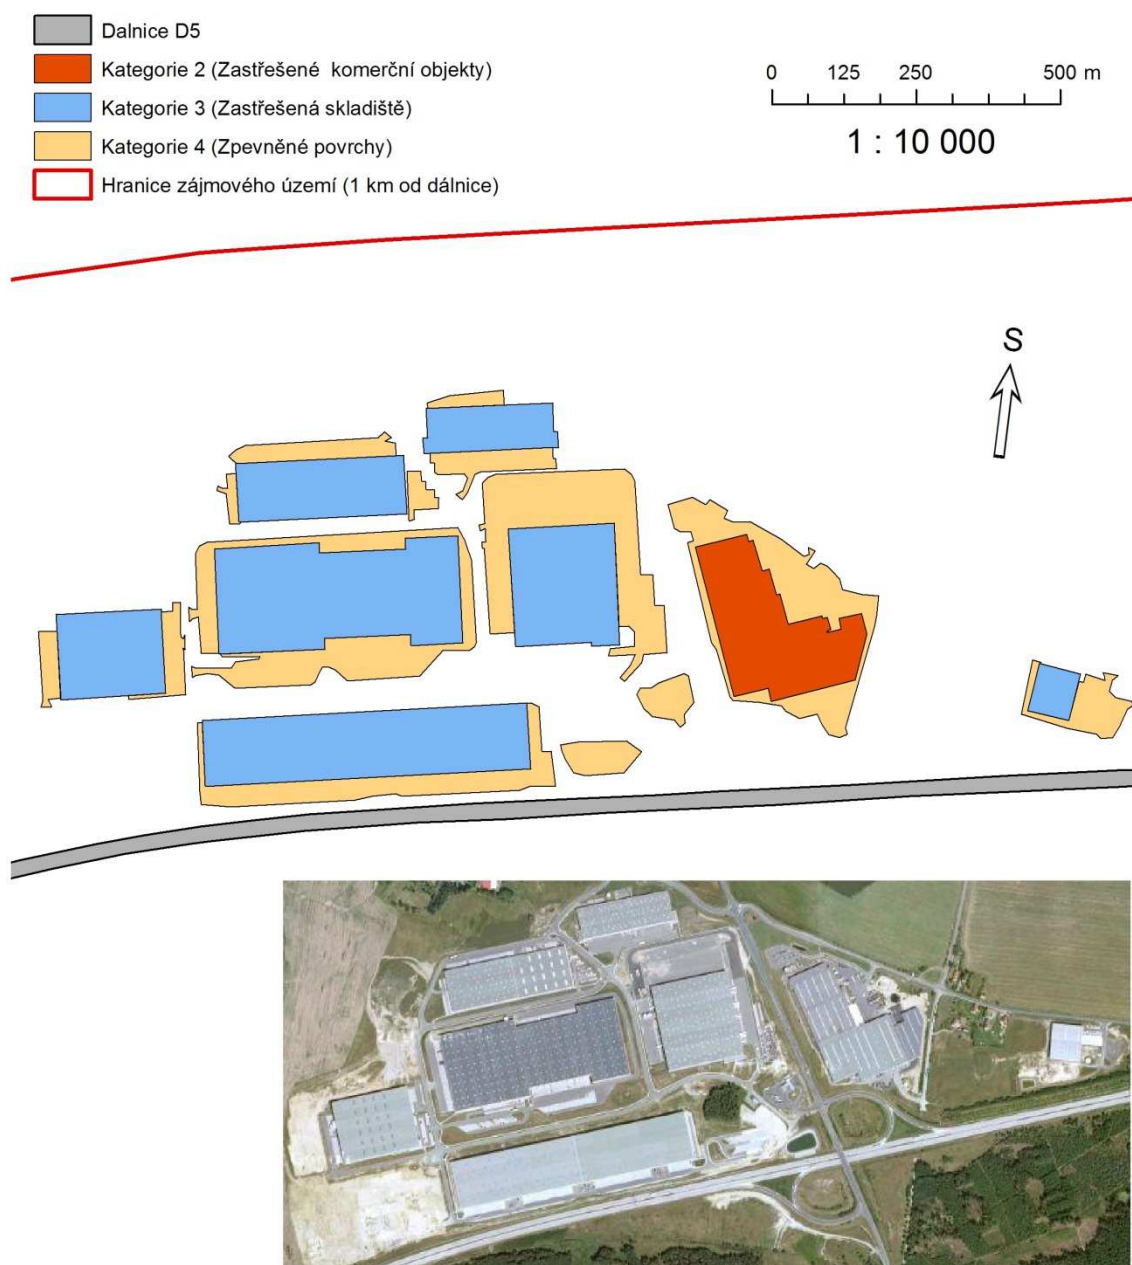 Dalnice D5
Kategorie 2 (Zastřešené komerční objekty)
Kategorie 3 (Zastřešená skladiště)
Kategorie 4 (Zpevněné povrchy)
Hranice zájmového území (1 km od dálnice)
0 125 250 500 m
1 : 10 000
S